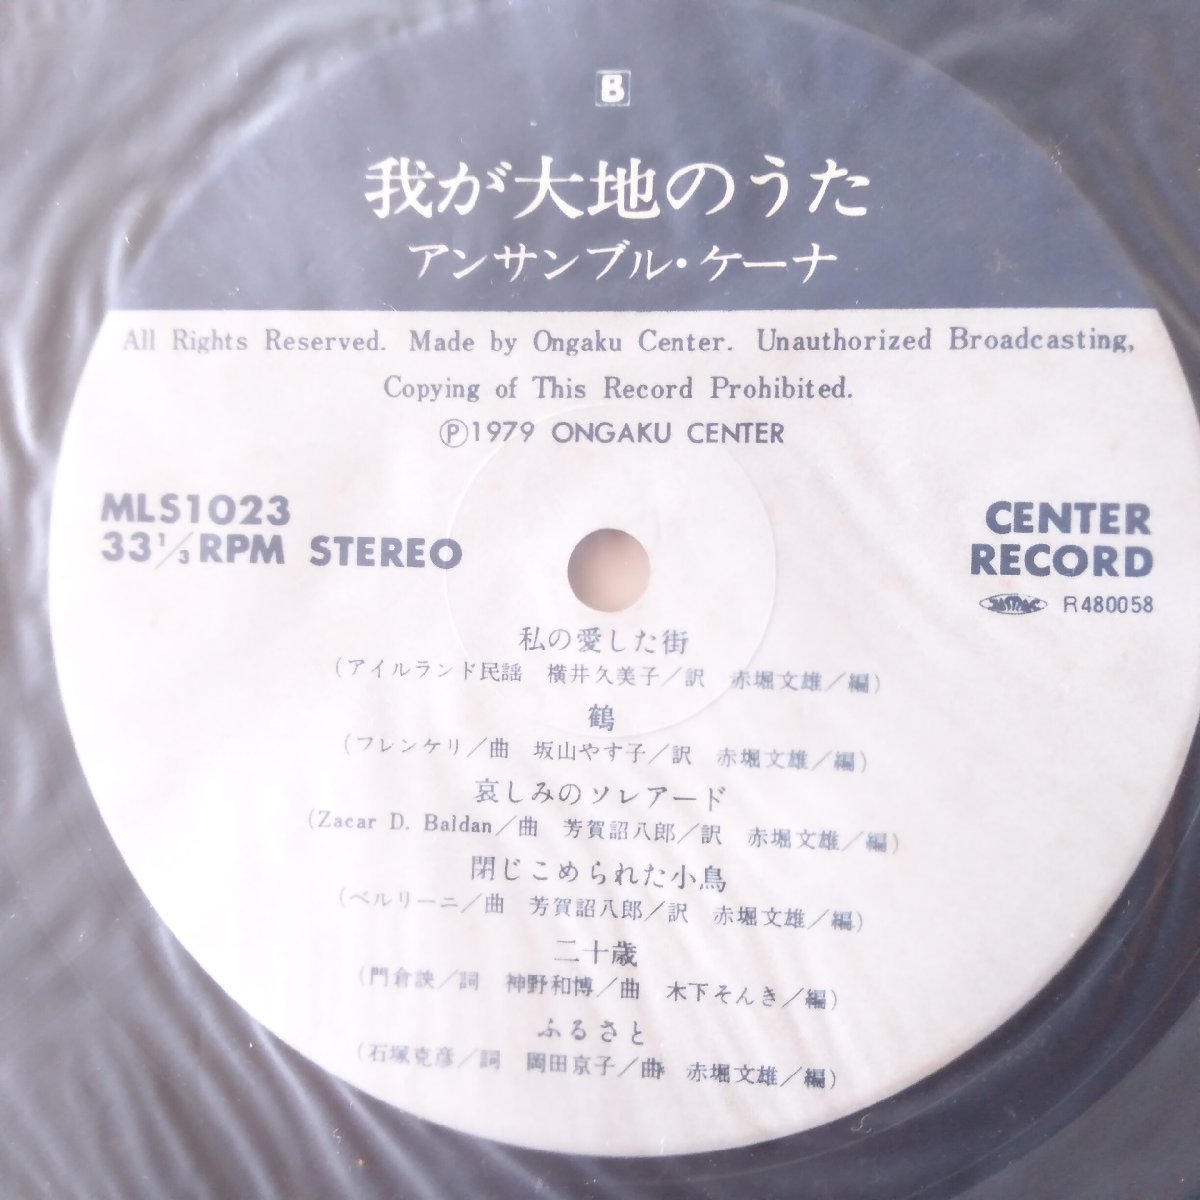 B
我が大地のうた
アンサンブル・ケーナ
All Rights Reserved. Made by Ongaku Center. Unauthorized Broadcasting,
Copying of This Record Prohibited.
Ⓟ1979 ONGAKU CENTER
MLS1023
33 1/3 RPM STEREO
CENTER
RECORD
JASRAC R480058
私の愛した街
(アイルランド民謡 横井久美子/訳 赤堀文雄/編)
鶴
(フレンケリ/曲 坂山やす子/訳 赤堀文雄/編)
哀しみのソレアード
(Zacar D. Baldan/曲 芳賀詔八郎/訳 赤堀文雄/編)
閉じこめられた小鳥
(ベルリーニ/曲 芳賀詔八郎/訳 赤堀文雄/編)
二十歳
(門倉詇/詞 神野和博/曲 木下そんき/編)
ふるさと
(石塚克彦/詞 岡田京子/曲 赤堀文雄/編)